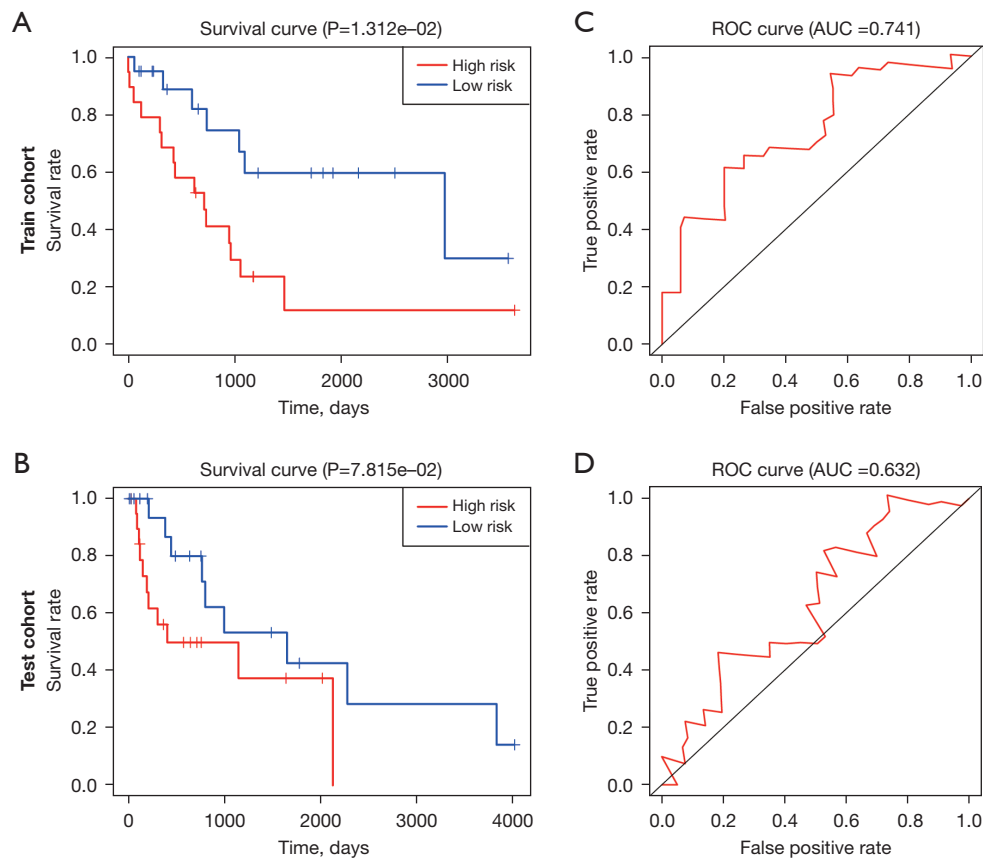 A
Survival curve (P=1.312e–02)
High risk
Low risk
Train cohort
Survival rate
1.0
0.8
0.6
0.4
0.2
0.0
0
1000
2000
3000
Time, days
C
ROC curve (AUC =0.741)
True positive rate
1.0
0.8
0.6
0.4
0.2
0.0
0.0
0.2
0.4
0.6
0.8
1.0
False positive rate
B
Survival curve (P=7.815e–02)
High risk
Low risk
Test cohort
Survival rate
1.0
0.8
0.6
0.4
0.2
0.0
0
1000
2000
3000
4000
Time, days
D
ROC curve (AUC =0.632)
True positive rate
1.0
0.8
0.6
0.4
0.2
0.0
0.0
0.2
0.4
0.6
0.8
1.0
False positive rate